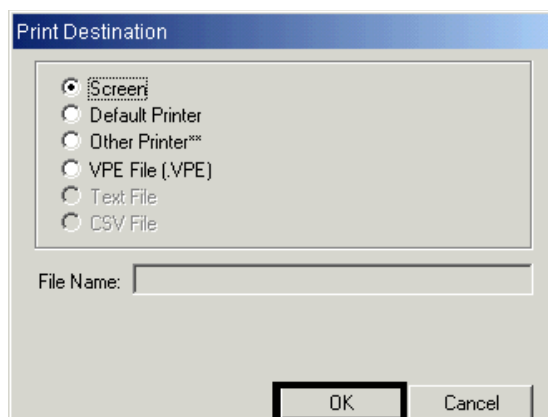 Print Destination
Screen
Default Printer
Other Printer**
VPE File (.VPE)
Text File
CSV File
File Name:
OK Cancel